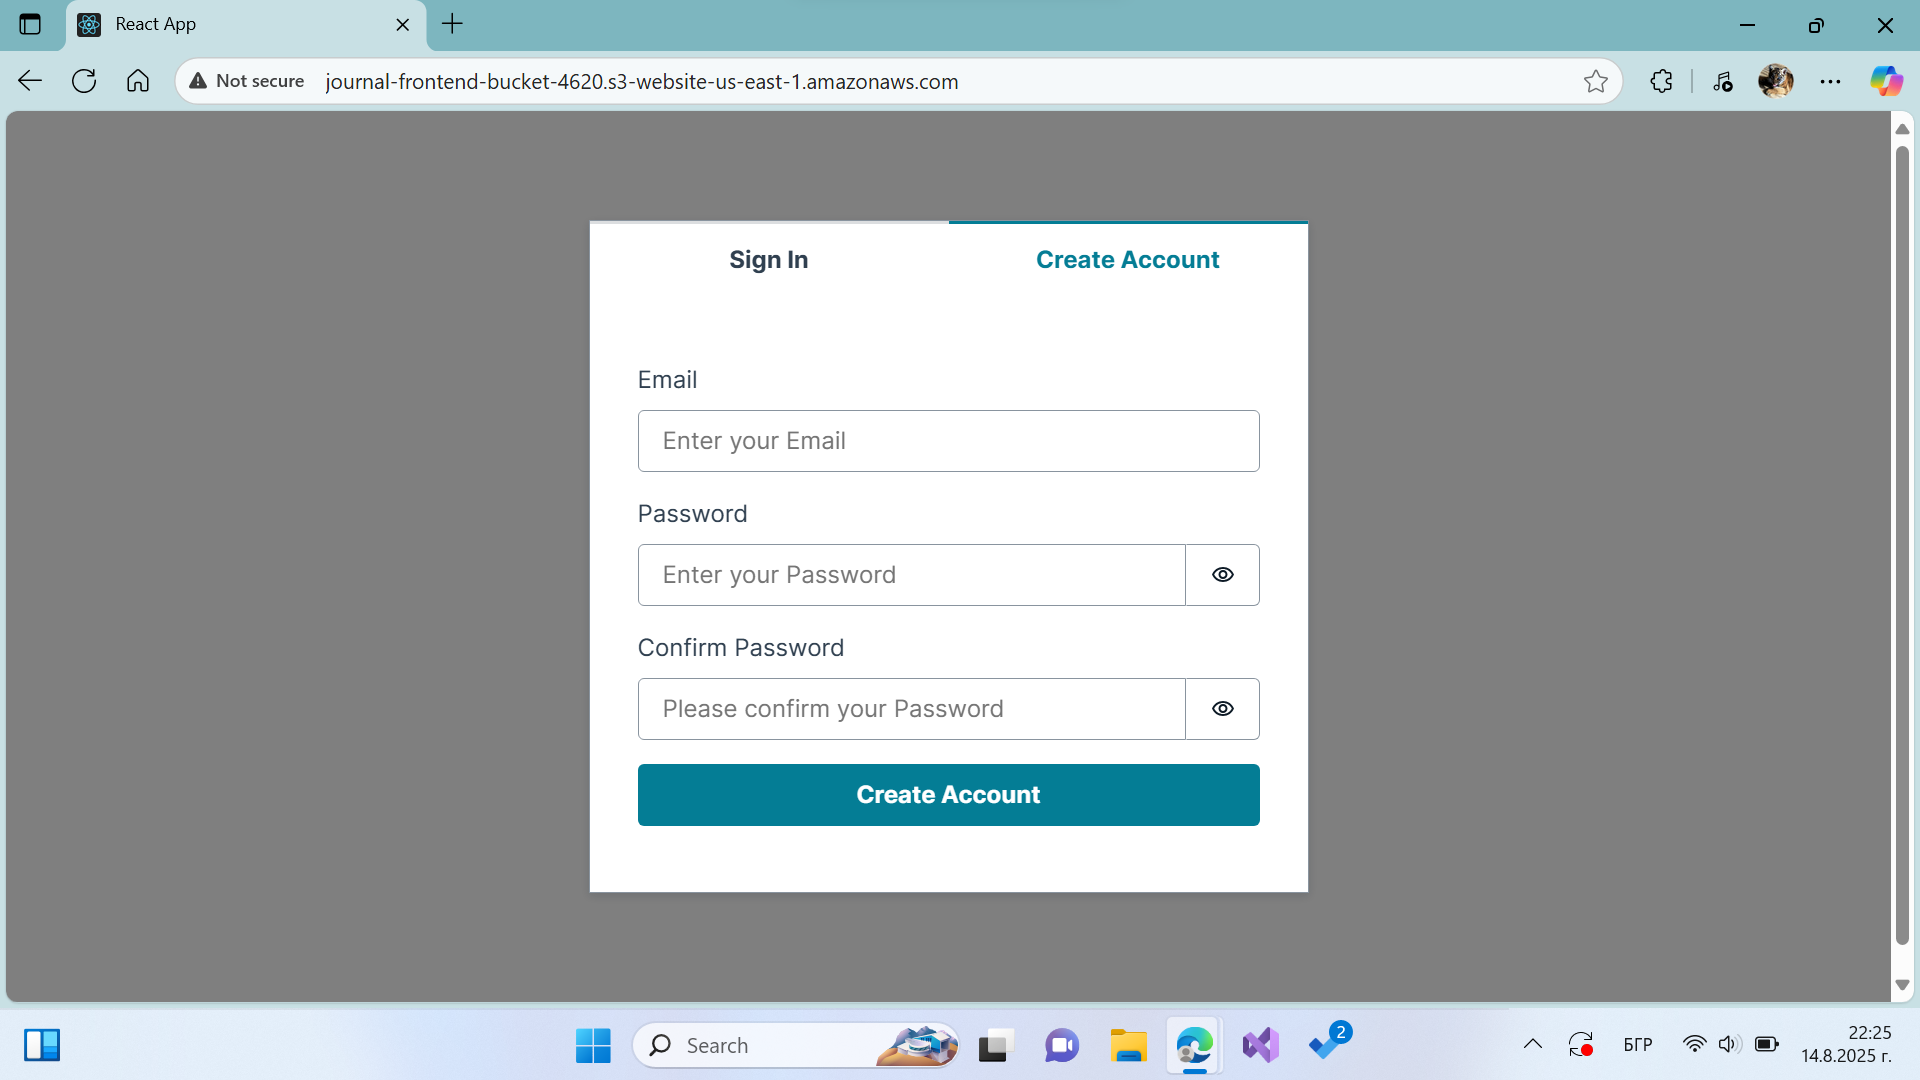 React App
Not secure journal-frontend-bucket-4620.s3-website-us-east-1.amazonaws.com
Sign In
Create Account
Email
Enter your Email
Password
Enter your Password
Confirm Password
Please confirm your Password
Create Account
Search
2
БГР
22:25
14.8.2025 г.